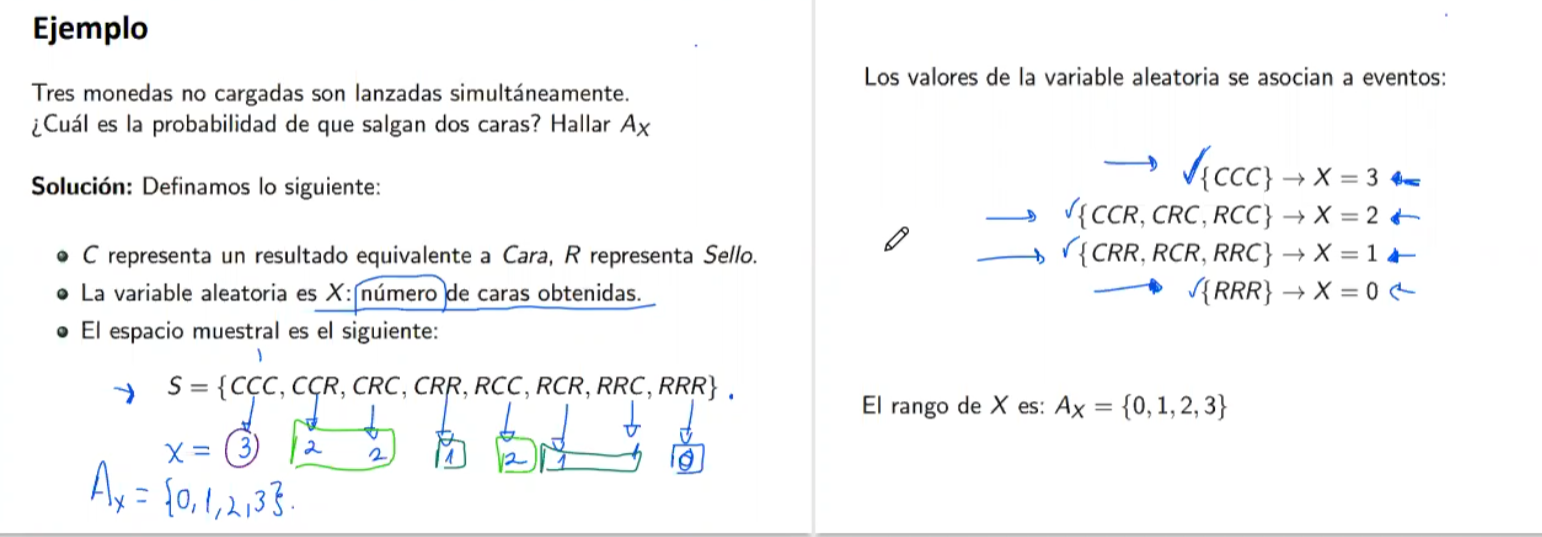 Ejemplo
Tres monedas no cargadas son lanzadas simultáneamente.
¿Cuál es la probabilidad de que salgan dos caras? Hallar A_X
Solución: Definamos lo siguiente:
• C representa un resultado equivalente a Cara, R representa Sello.
• La variable aleatoria es X: número de caras obtenidas.
• El espacio muestral es el siguiente:
→ S = {CCC, CCR, CRC, CRR, RCC, RCR, RRC, RRR}.
x = 3 2 2 1 2 1 1 0
A_x = {0,1,2,3}.
Los valores de la variable aleatoria se asocian a eventos:
→ ✓{CCC} → X = 3 ←
→ ✓{CCR, CRC, RCC} → X = 2 ←
→ ✓{CRR, RCR, RRC} → X = 1 ←
→ ✓{RRR} → X = 0 ←
El rango de X es: A_X = {0, 1, 2, 3}